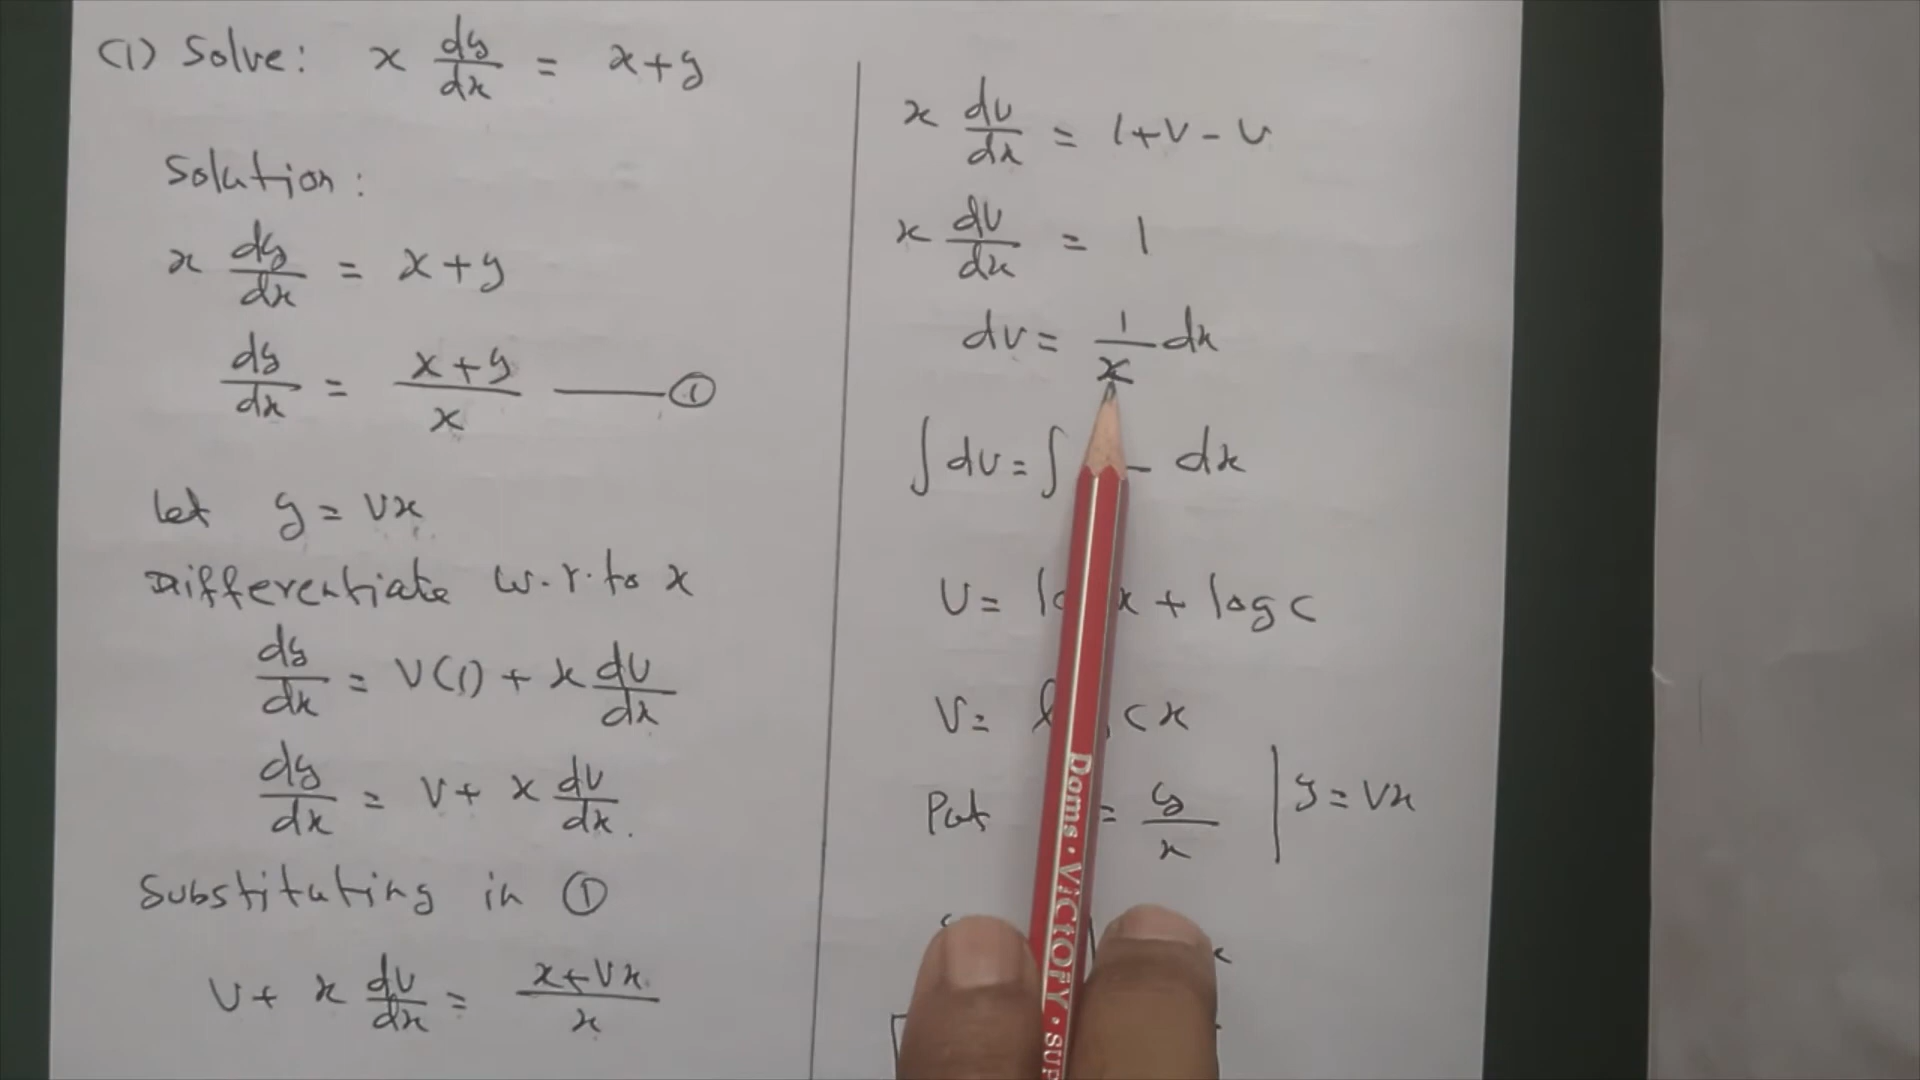 (1) Solve: x dy/dx = x+y
Solution:
x dy/dx = x+y
dy/dx = x+y/x —— ①
Let y = vx
Differentiate w.r.to x
dy/dx = v(1) + x dv/dx
dy/dx = v+ x dv/dx.
Substituting in ①
v+ x dv/dx = x+vx/x
x dv/dx = 1+v-v
x dv/dx = 1
dv = 1/x dx
∫dv = ∫ dx
v = x + log c
v = cx
Put = y/x | y = vx
Doms · VICTORY · SUP